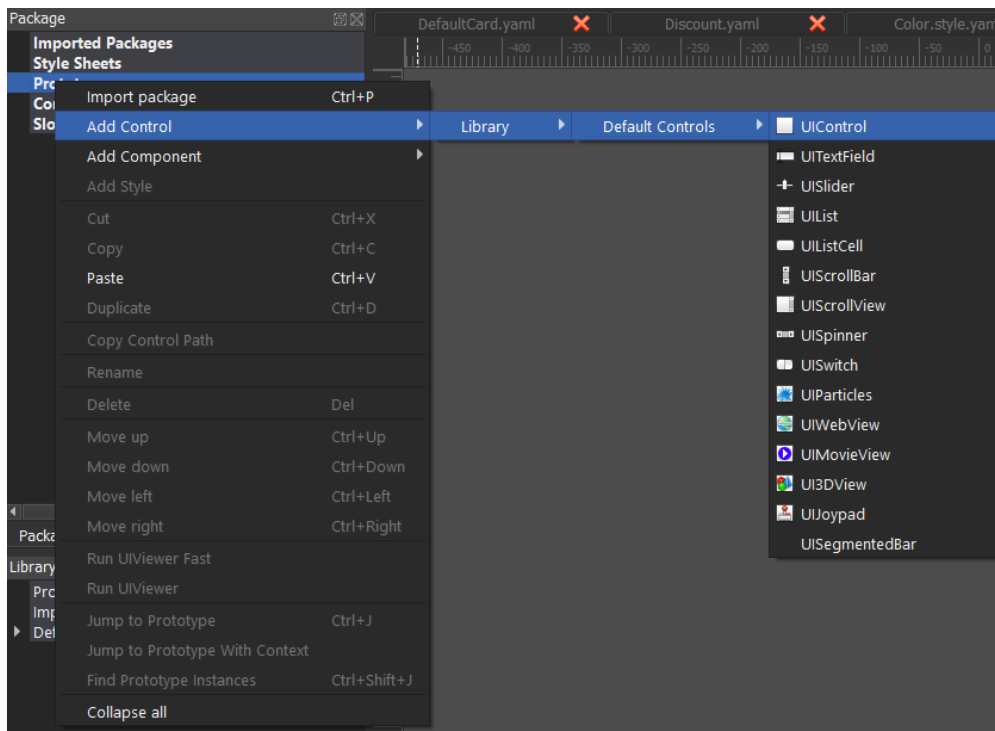 Package
DefaultCard.yaml
Discount.yaml
Color.style.yam
Imported Packages
Style Sheets
-450 -400 -350 -300 -250 -200 -150 -100 -50 0
Import package Ctrl+P
Add Control
Library
Default Controls
UIControl
Add Component
UITextField
Add Style
UISlider
Cut Ctrl+X
UIList
Copy Ctrl+C
UIListCell
Paste Ctrl+V
UIScrollBar
Duplicate Ctrl+D
UIScrollView
Copy Control Path
UISpinner
Rename
UISwitch
Delete Del
UIParticles
Move up Ctrl+Up
UIWebView
Move down Ctrl+Down
UIMovieView
Move left Ctrl+Left
UI3DView
Move right Ctrl+Right
UIJoypad
Run UIViewer Fast
UISegmentedBar
Run UIViewer
Library
Jump to Prototype Ctrl+J
Jump to Prototype With Context
Find Prototype Instances Ctrl+Shift+J
Collapse all